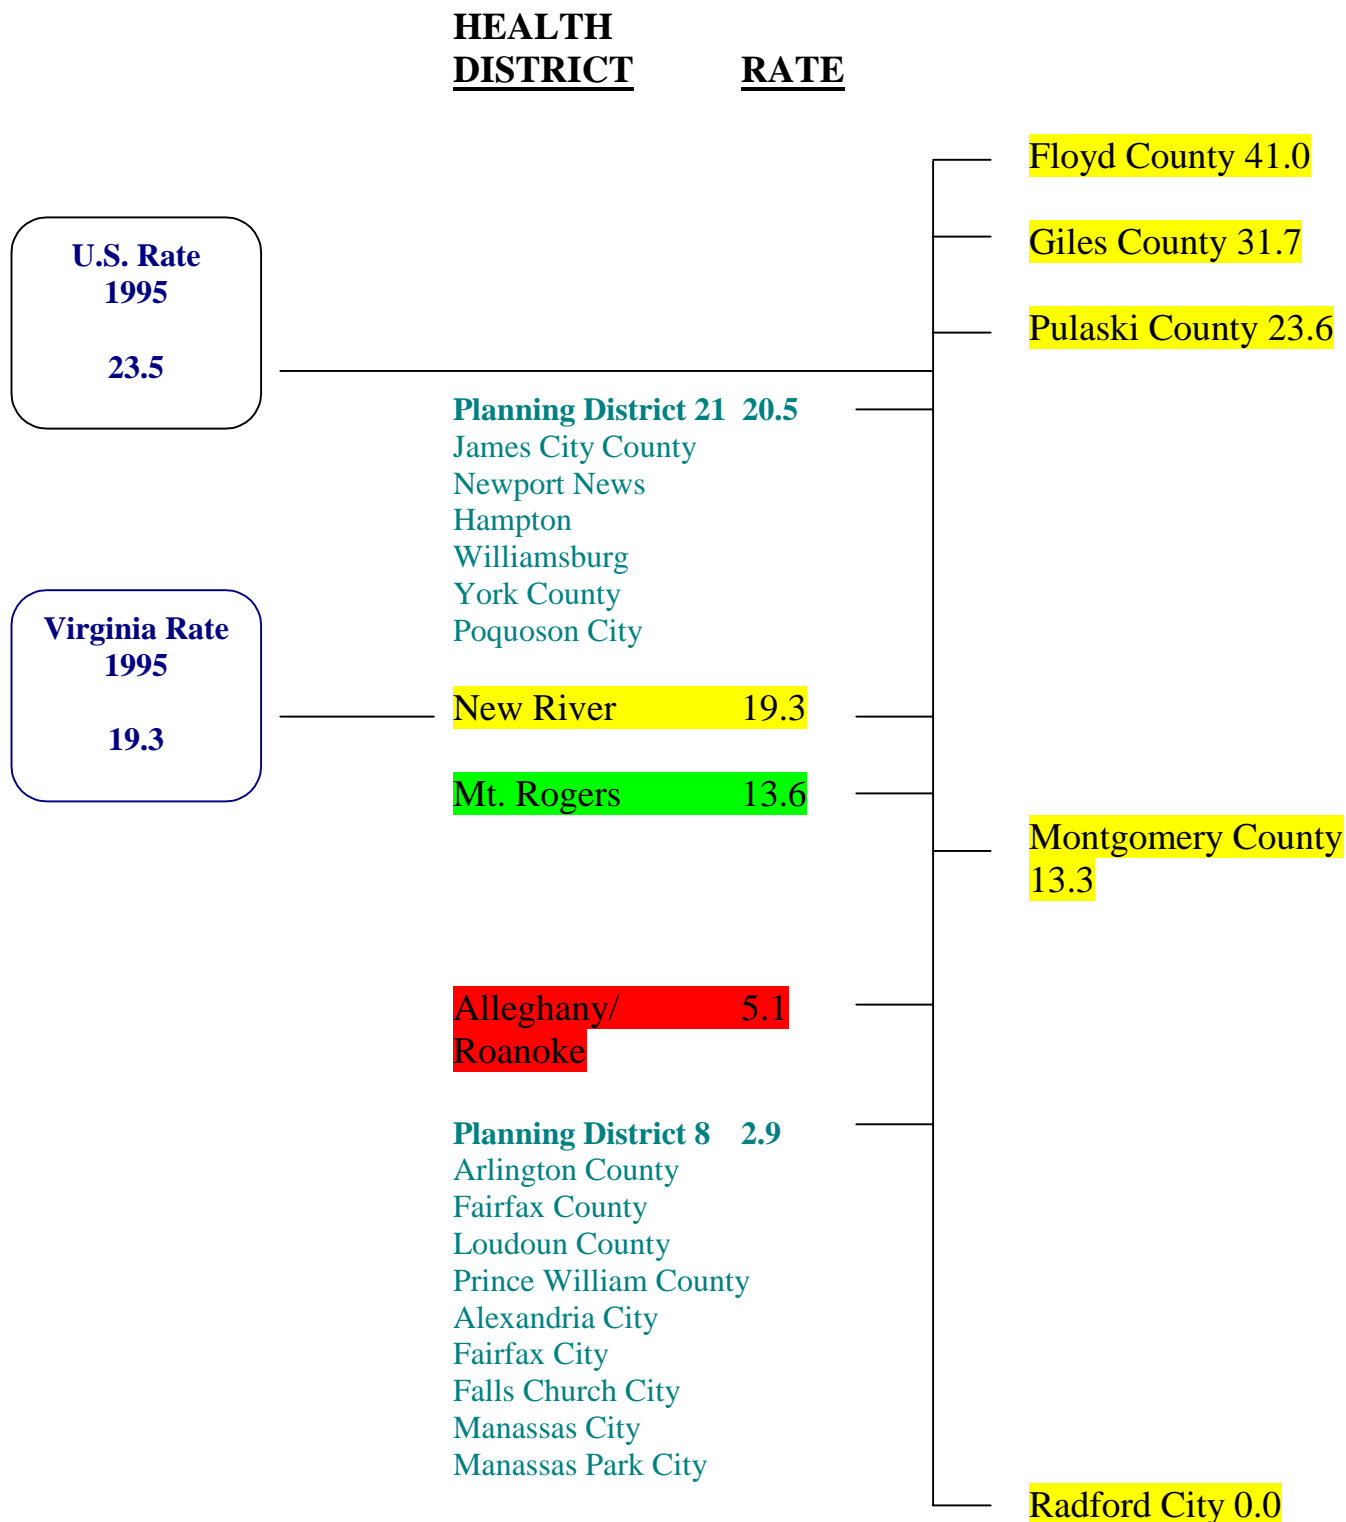 HEALTH
DISTRICT RATE
Floyd County 41.0
U.S. Rate
1995
23.5
Giles County 31.7
Pulaski County 23.6
Planning District 21 20.5
James City County
Newport News
Hampton
Williamsburg
York County
Poquoson City
Virginia Rate
1995
19.3
New River 19.3
Mt. Rogers 13.6
Montgomery County
13.3
Alleghany/ 5.1
Roanoke
Planning District 8 2.9
Arlington County
Fairfax County
Loudoun County
Prince William County
Alexandria City
Fairfax City
Falls Church City
Manassas City
Manassas Park City
Radford City 0.0